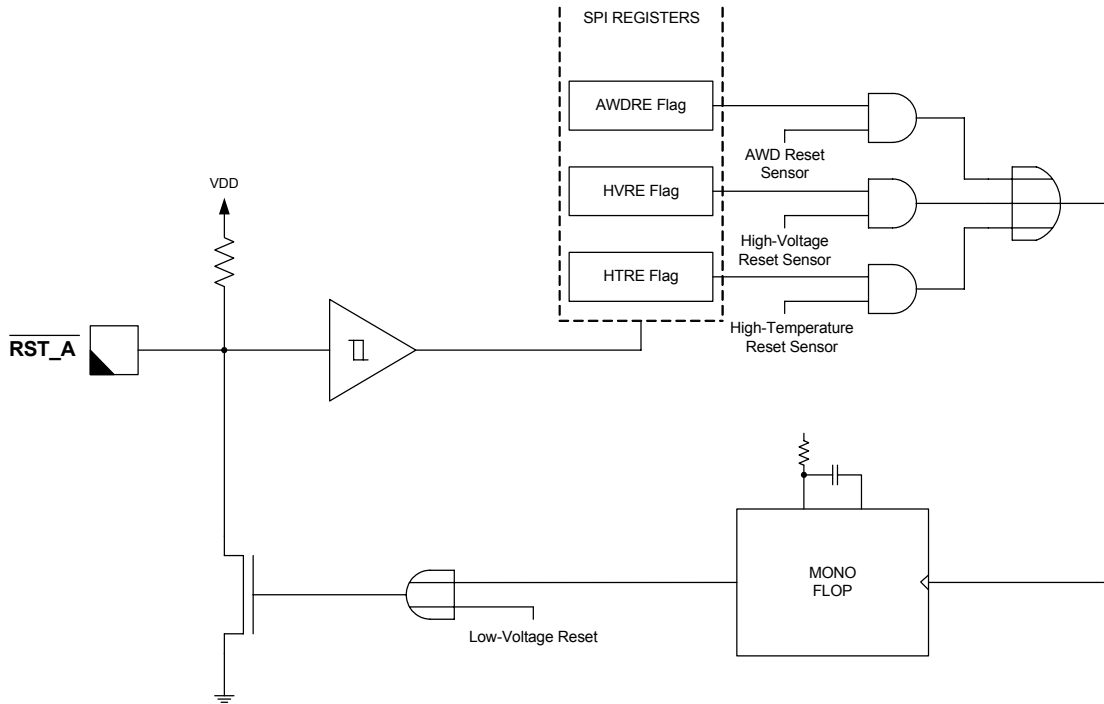 SPI REGISTERS
AWDRE Flag
AWD Reset
Sensor
VDD
HVRE Flag
High-Voltage
Reset Sensor
HTRE Flag
High-Temperature
Reset Sensor
RST_A
MONO
FLOP
Low-Voltage Reset